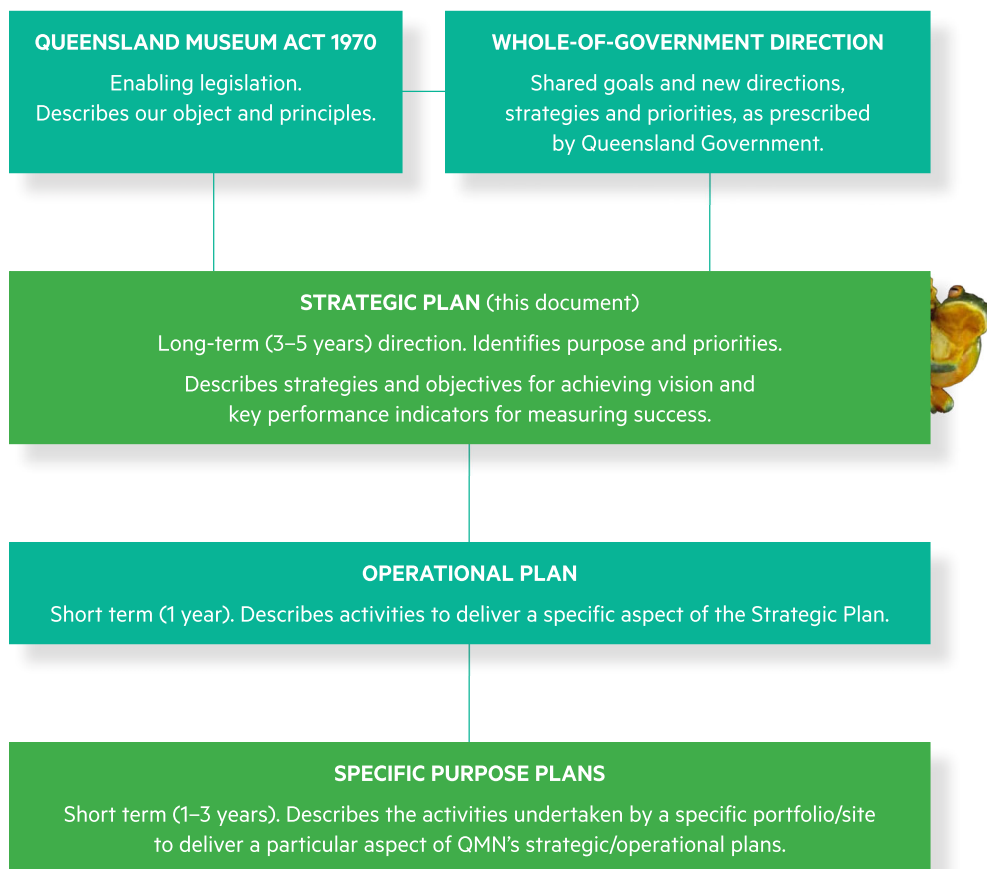 QUEENSLAND MUSEUM ACT 1970
Enabling legislation.
Describes our object and principles.
WHOLE-OF-GOVERNMENT DIRECTION
Shared goals and new directions,
strategies and priorities, as prescribed
by Queensland Government.
STRATEGIC PLAN (this document)
Long-term (3–5 years) direction. Identifies purpose and priorities.
Describes strategies and objectives for achieving vision and
key performance indicators for measuring success.
OPERATIONAL PLAN
Short term (1 year). Describes activities to deliver a specific aspect of the Strategic Plan.
SPECIFIC PURPOSE PLANS
Short term (1–3 years). Describes the activities undertaken by a specific portfolio/site
to deliver a particular aspect of QMN's strategic/operational plans.